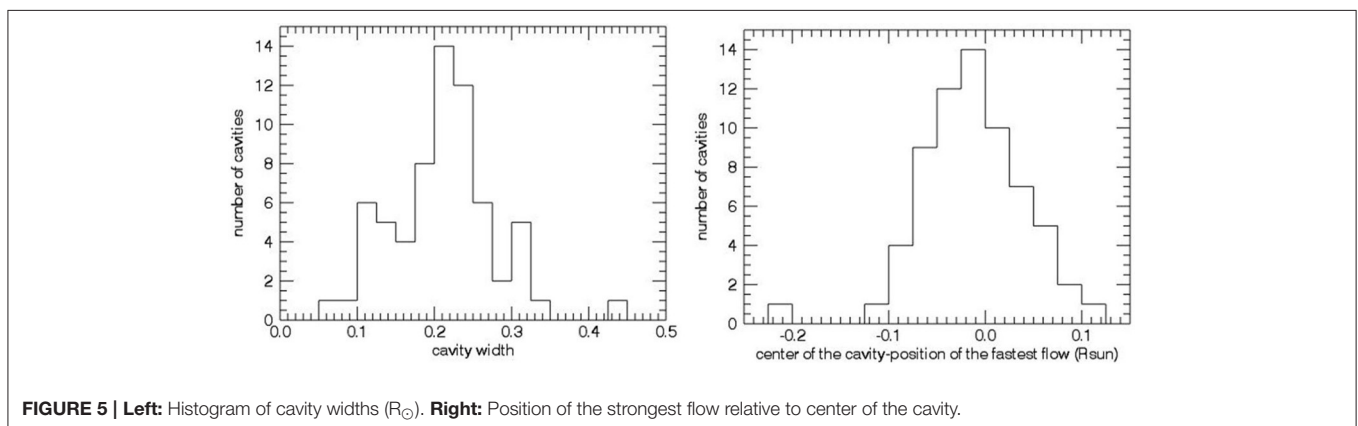 14
12
10
8
6
4
2
0
number of cavities
0.0 0.1 0.2 0.3 0.4 0.5
cavity width
14
12
10
8
6
4
2
0
number of cavities
-0.2 -0.1 0.0 0.1
center of the cavity-position of the fastest flow (Rsun)
FIGURE 5 | Left: Histogram of cavity widths (R☉). Right: Position of the strongest flow relative to center of the cavity.